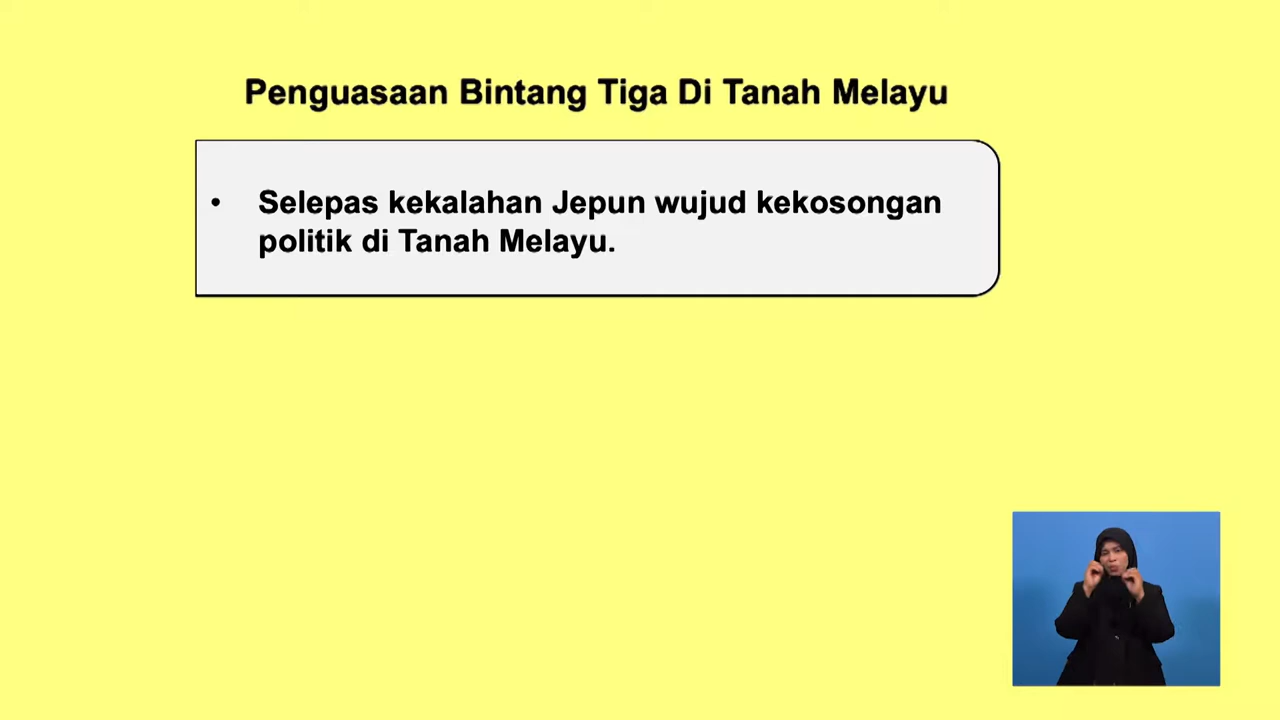 Penguasaan Bintang Tiga Di Tanah Melayu
• Selepas kekalahan Jepun wujud kekosongan
politik di Tanah Melayu.